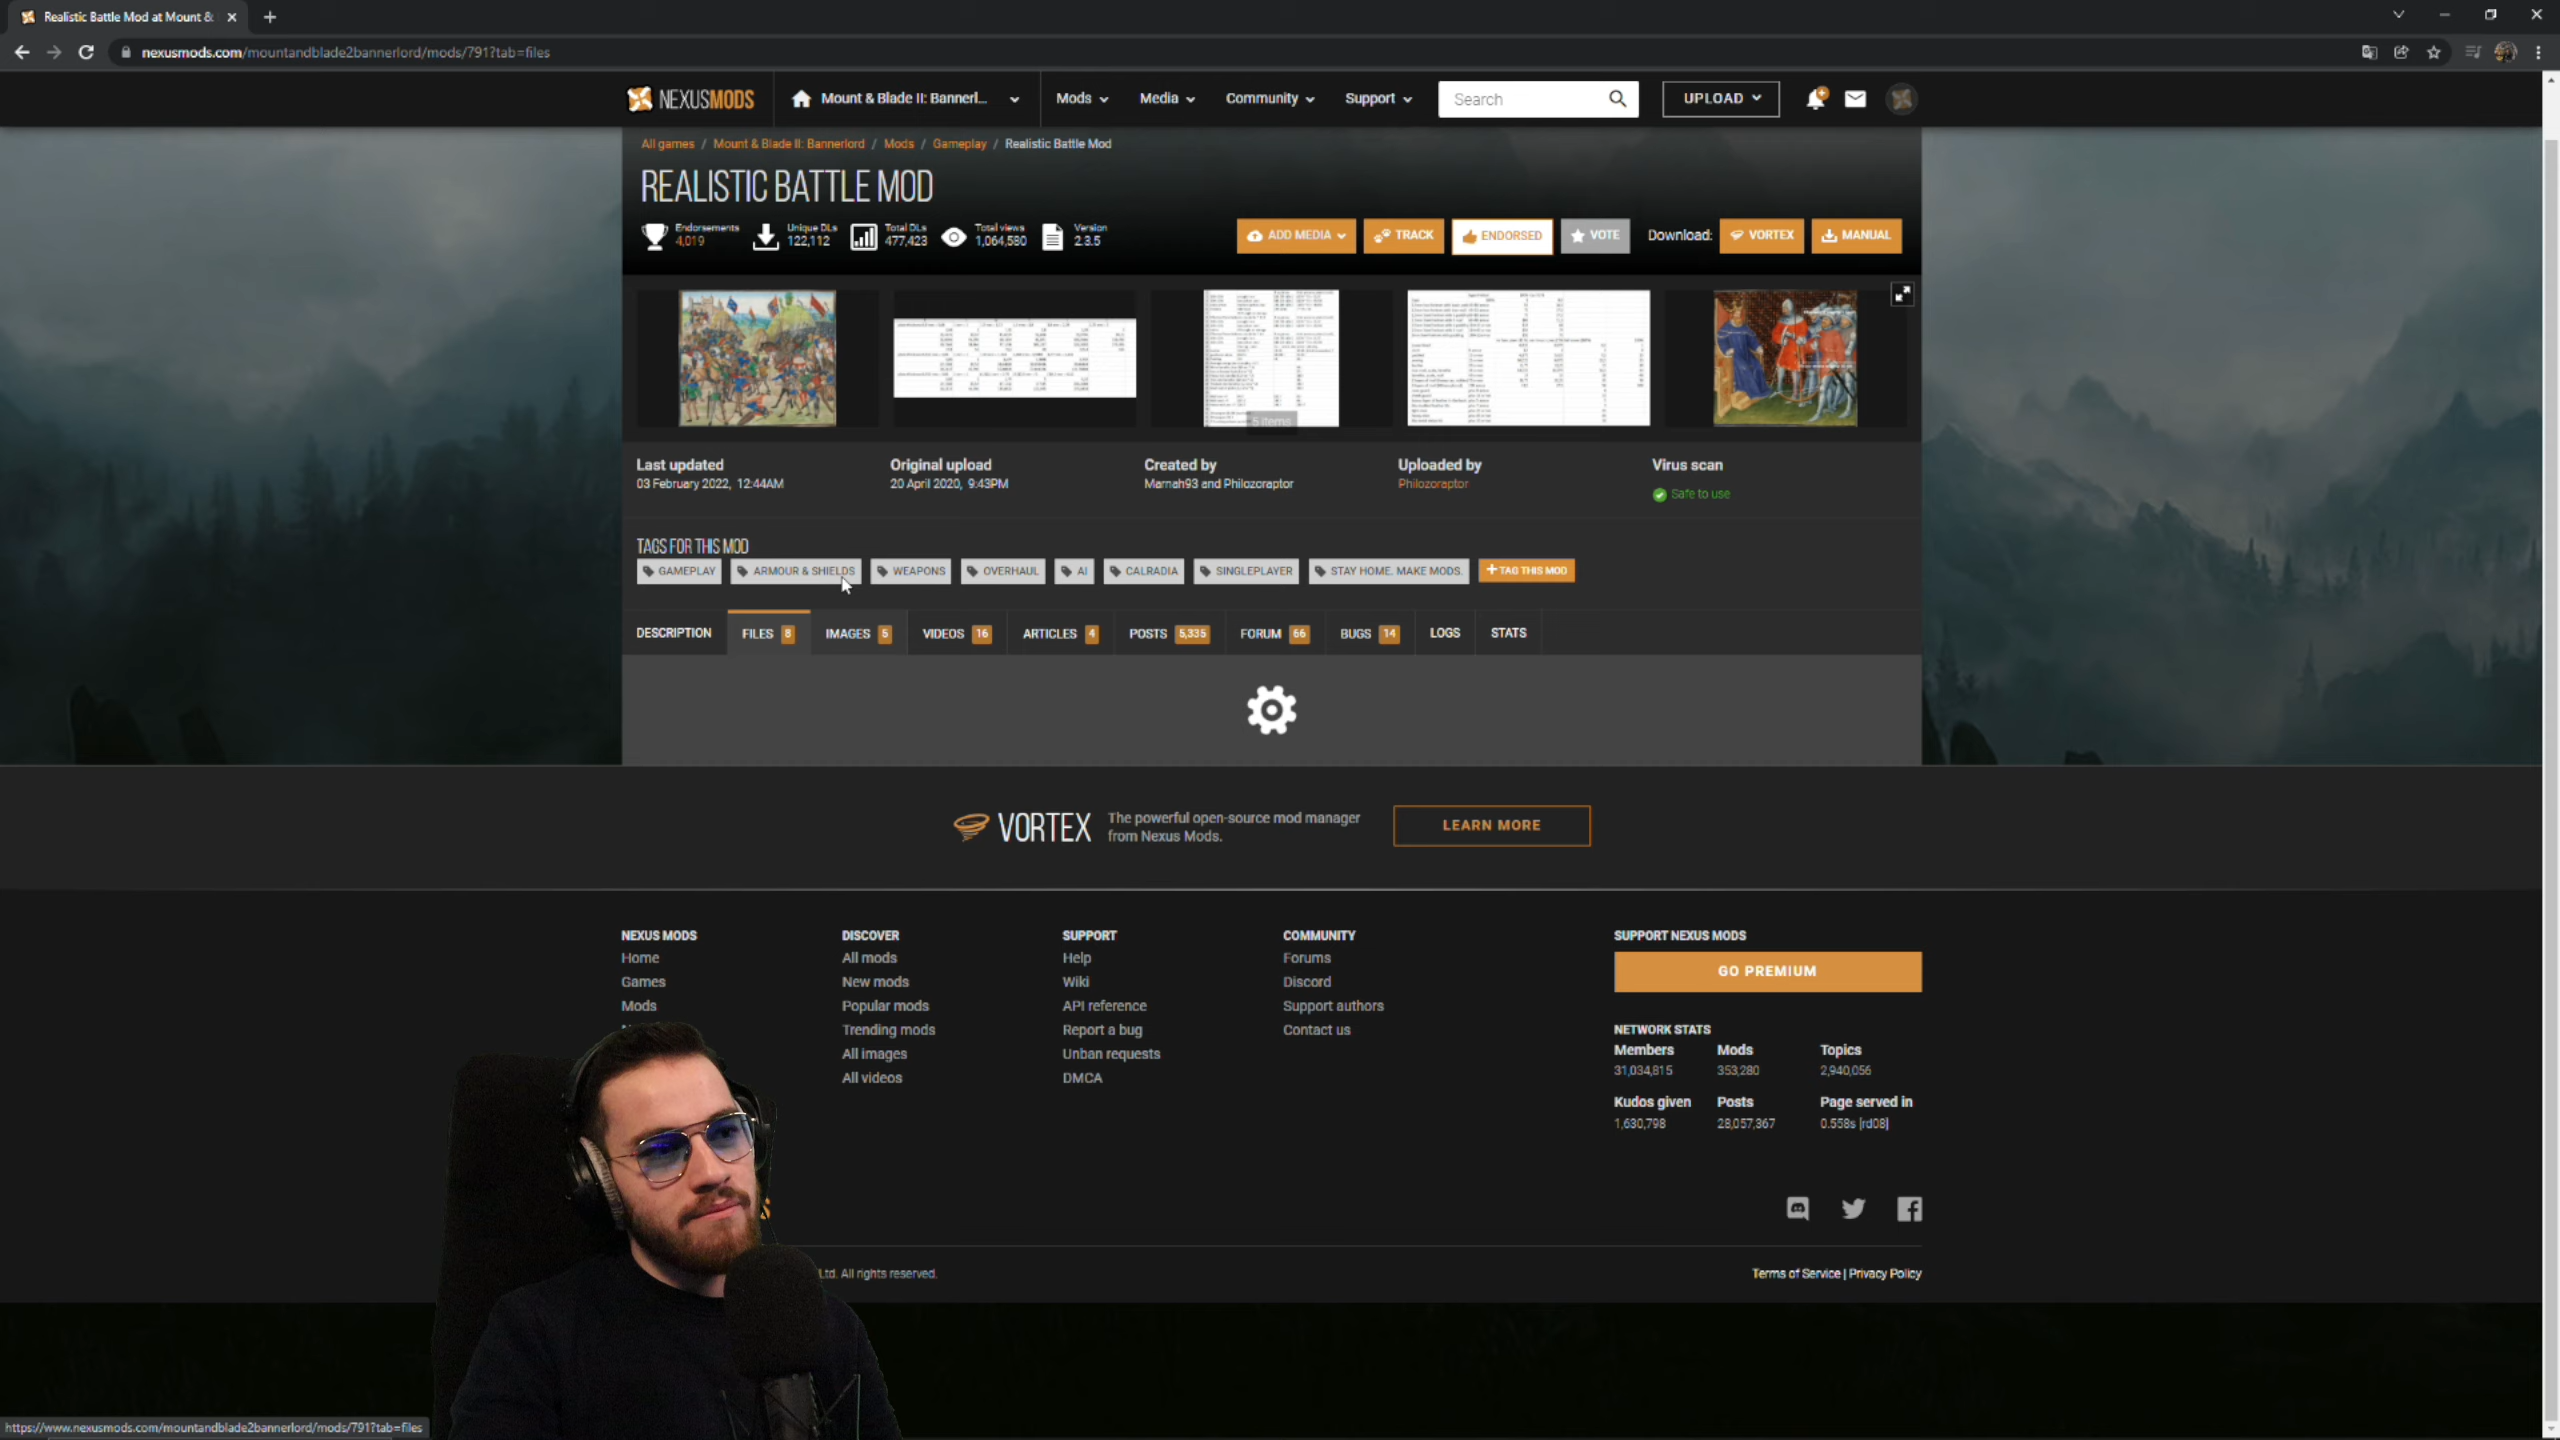 Realistic Battle Mod at Mount &
nexusmods.com/mountandblade2bannerlord/mods/791?tab=files
NEXUSMODS
Mount & Blade II: Bannerl...
Mods
Media
Community
Support
Search
UPLOAD
All games / Mount & Blade II: Bannerlord / Mods / Gameplay / Realistic Battle Mod
REALISTIC BATTLE MOD
Endorsements
4,019
Unique DLs
122,112
Total DLs
477,423
Total views
1,064,580
Version
2.3.5
ADD MEDIA
TRACK
ENDORSED
VOTE
Download:
VORTEX
MANUAL
5 items
Last updated
03 February 2022, 12:44AM
Original upload
20 April 2020, 9:43PM
Created by
Marnah93 and Philozoraptor
Uploaded by
Philozoraptor
Virus scan
Safe to use
TAGS FOR THIS MOD
GAMEPLAY
ARMOUR & SHIELDS
WEAPONS
OVERHAUL
AI
CALRADIA
SINGLEPLAYER
STAY HOME. MAKE MODS.
+ TAG THIS MOD
DESCRIPTION
FILES 8
IMAGES 5
VIDEOS 16
ARTICLES 4
POSTS 5,335
FORUM 66
BUGS 14
LOGS
STATS
VORTEX
The powerful open-source mod manager
from Nexus Mods.
LEARN MORE
NEXUS MODS
Home
Games
Mods
DISCOVER
All mods
New mods
Popular mods
Trending mods
All images
All videos
SUPPORT
Help
Wiki
API reference
Report a bug
Unban requests
DMCA
COMMUNITY
Forums
Discord
Support authors
Contact us
SUPPORT NEXUS MODS
GO PREMIUM
NETWORK STATS
Members
31,034,815
Mods
353,280
Topics
2,940,056
Kudos given
1,630,798
Posts
28,057,367
Page served in
0.558s [rd08]
Ltd. All rights reserved.
Terms of Service | Privacy Policy
https://www.nexusmods.com/mountandblade2bannerlord/mods/791?tab=files